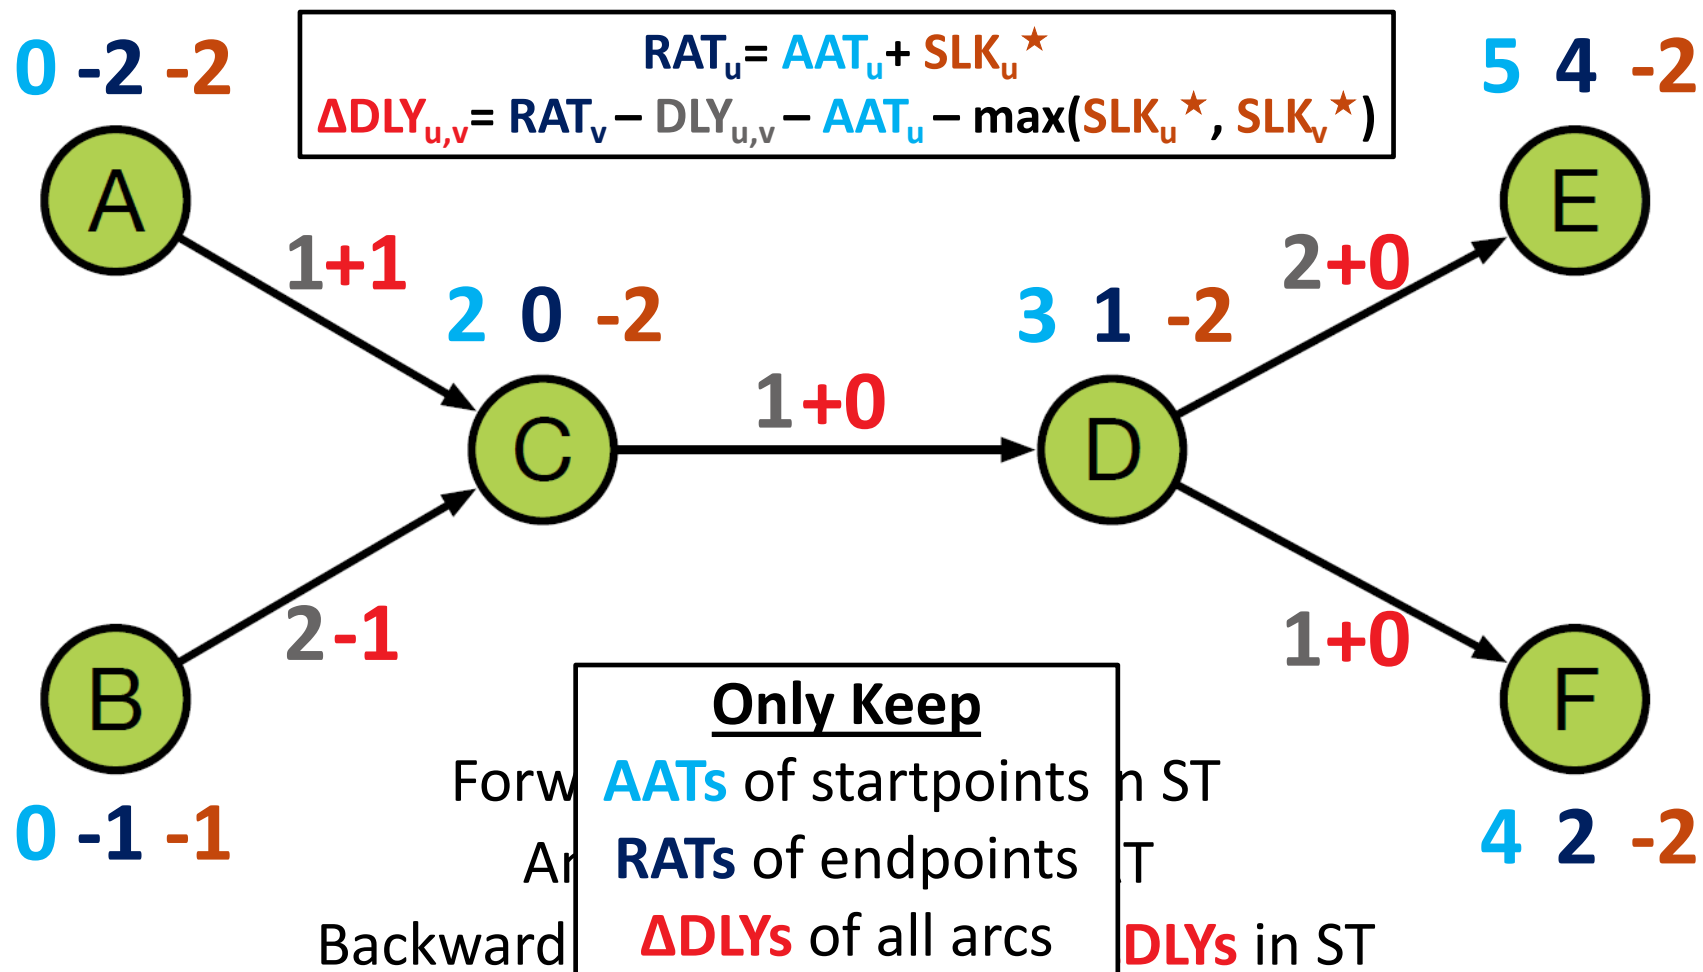 0 -2 -2
RATu= AATu+ SLKu★
ΔDLYu,v= RATv – DLYu,v – AATu – max(SLKu★, SLKv★)
5 4 -2
A
E
1+1
2+0
2 0 -2
3 1 -2
1+0
C
D
2-1
1+0
B
F
Only Keep
AATs of startpoints
n ST
RATs of endpoints
0 -1 -1
4 2 -2
Backward
ΔDLYs of all arcs
DLYs in ST